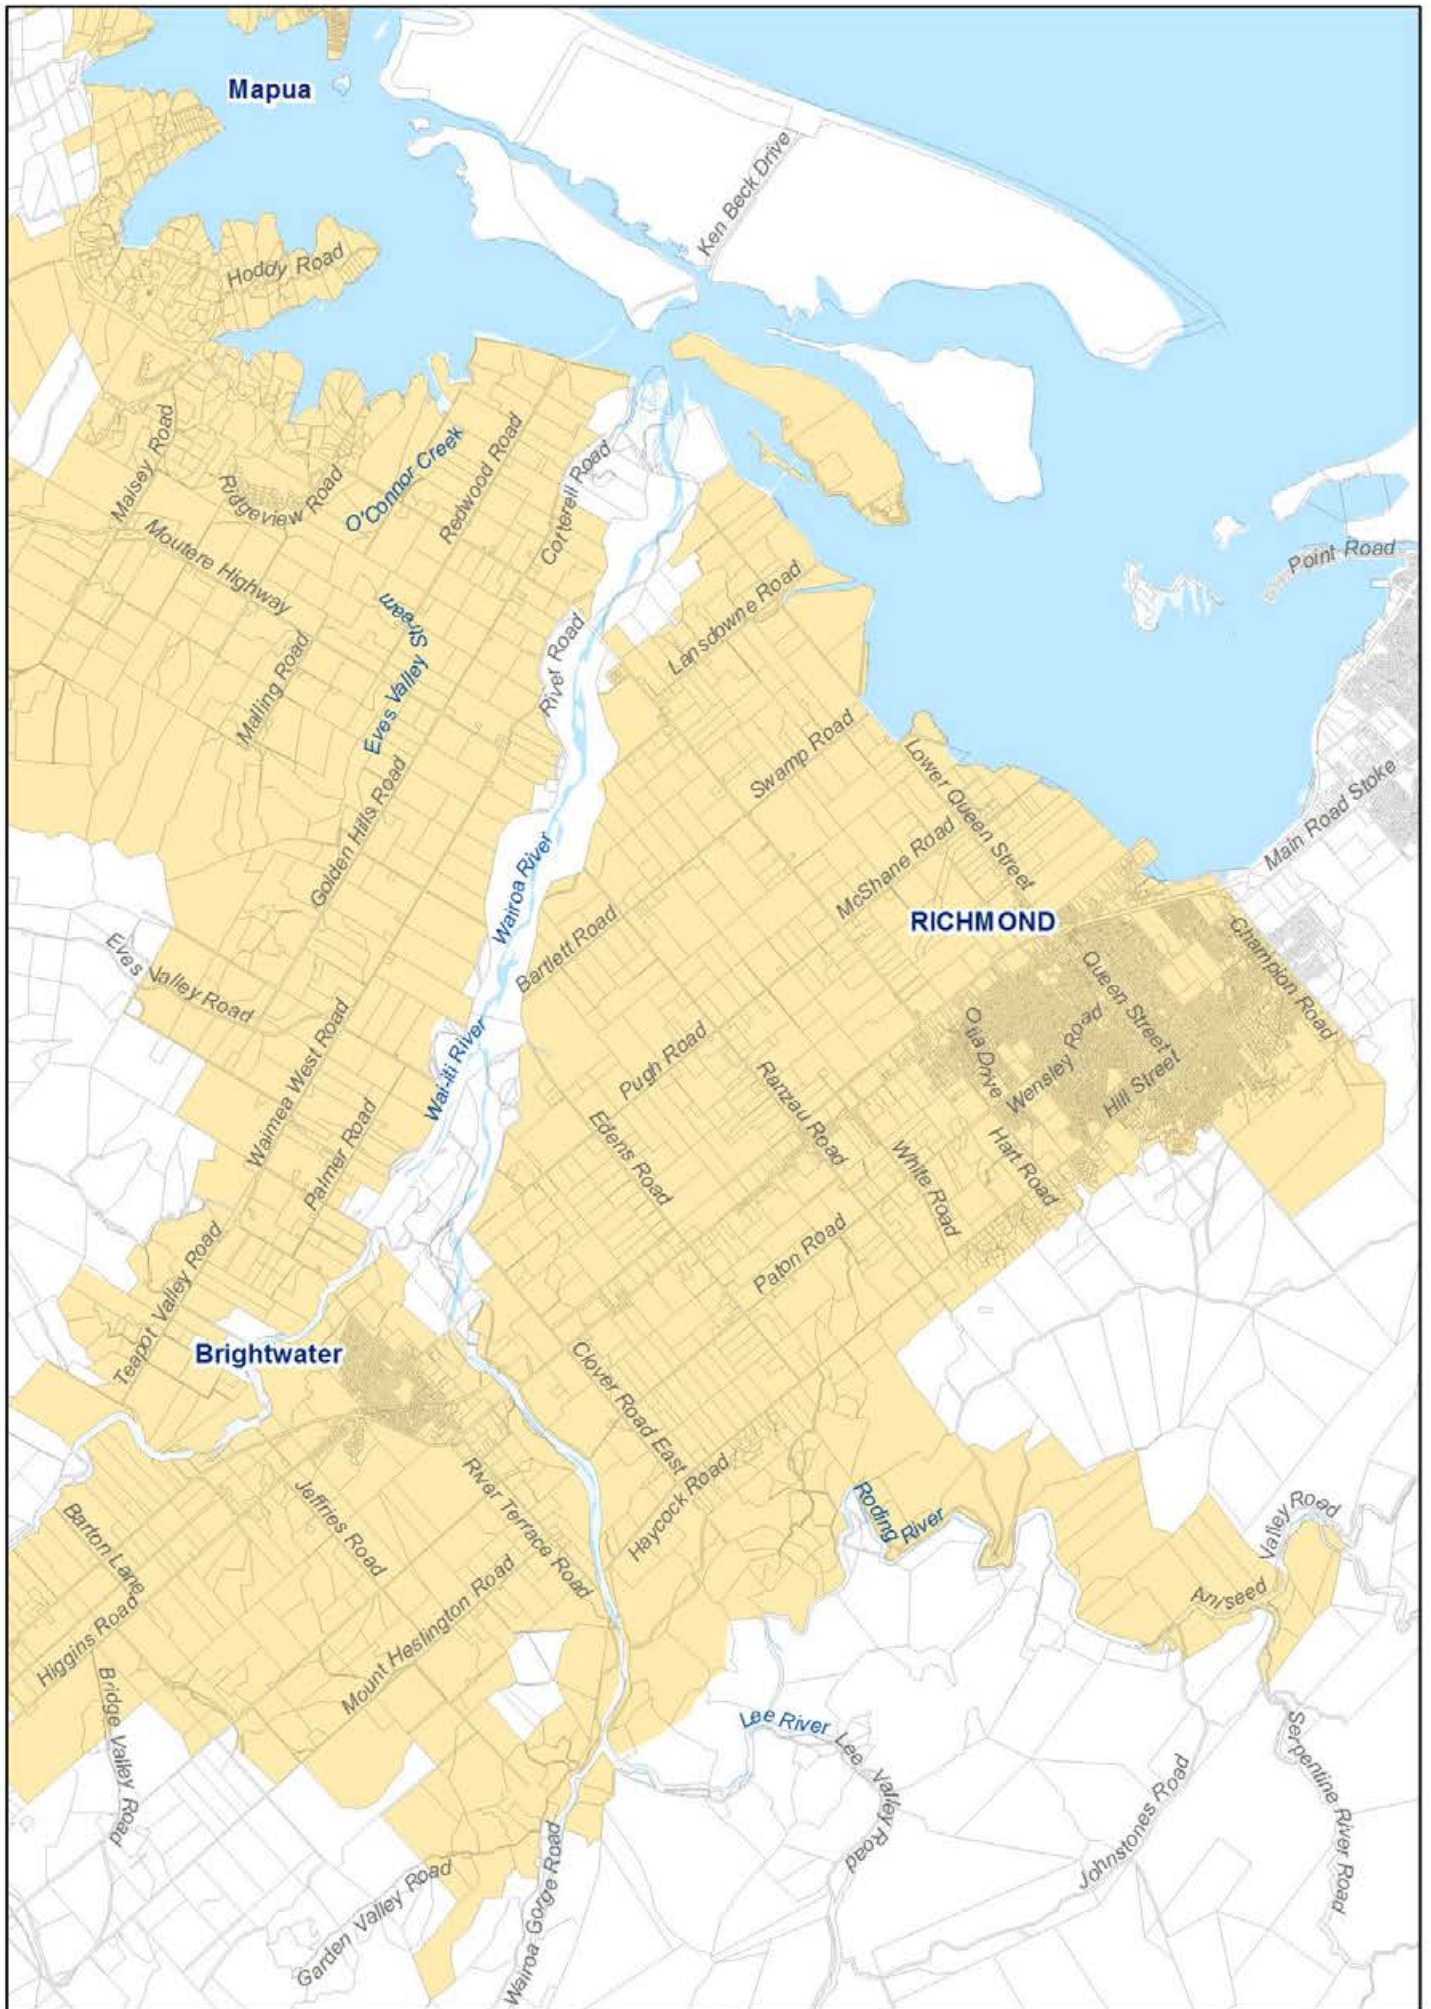 Mapua
Ken Beck Drive
Hoddy Road
Malsey Road
Ridgeview Road
O'Connor Creek
Redwood Road
Cotterell Road
Moutere Highway
Point Road
Lansdowne Road
Eves Valley Stream
River Road
Malling Road
Swamp Road
Lower Queen Street
Main Road Stoke
Golden Hills Road
McShane Road
Wairoa River
RICHMOND
Bartlett Road
Champion Road
Eves Valley Road
Queen Street
Wai-iti River
Waimea West Road
Pugh Road
Ranzau Road
Wensley Road
Hill Street
Drive
Palmer Road
Edens Road
White Road
Hart Road
Paton Road
Teapot Valley Road
Brightwater
Clover Road East
Haycock Road
River Terrace Road
Jeffries Road
Roding River
Valley Road
Aniseed
Barton Lane
Higgins Road
Mount Heslington Road
Bridge Valley Road
Lee River
Lee Valley Road
Johnstones Road
Serpentine River Road
Garden Valley Road
Wairoa Gorge Road